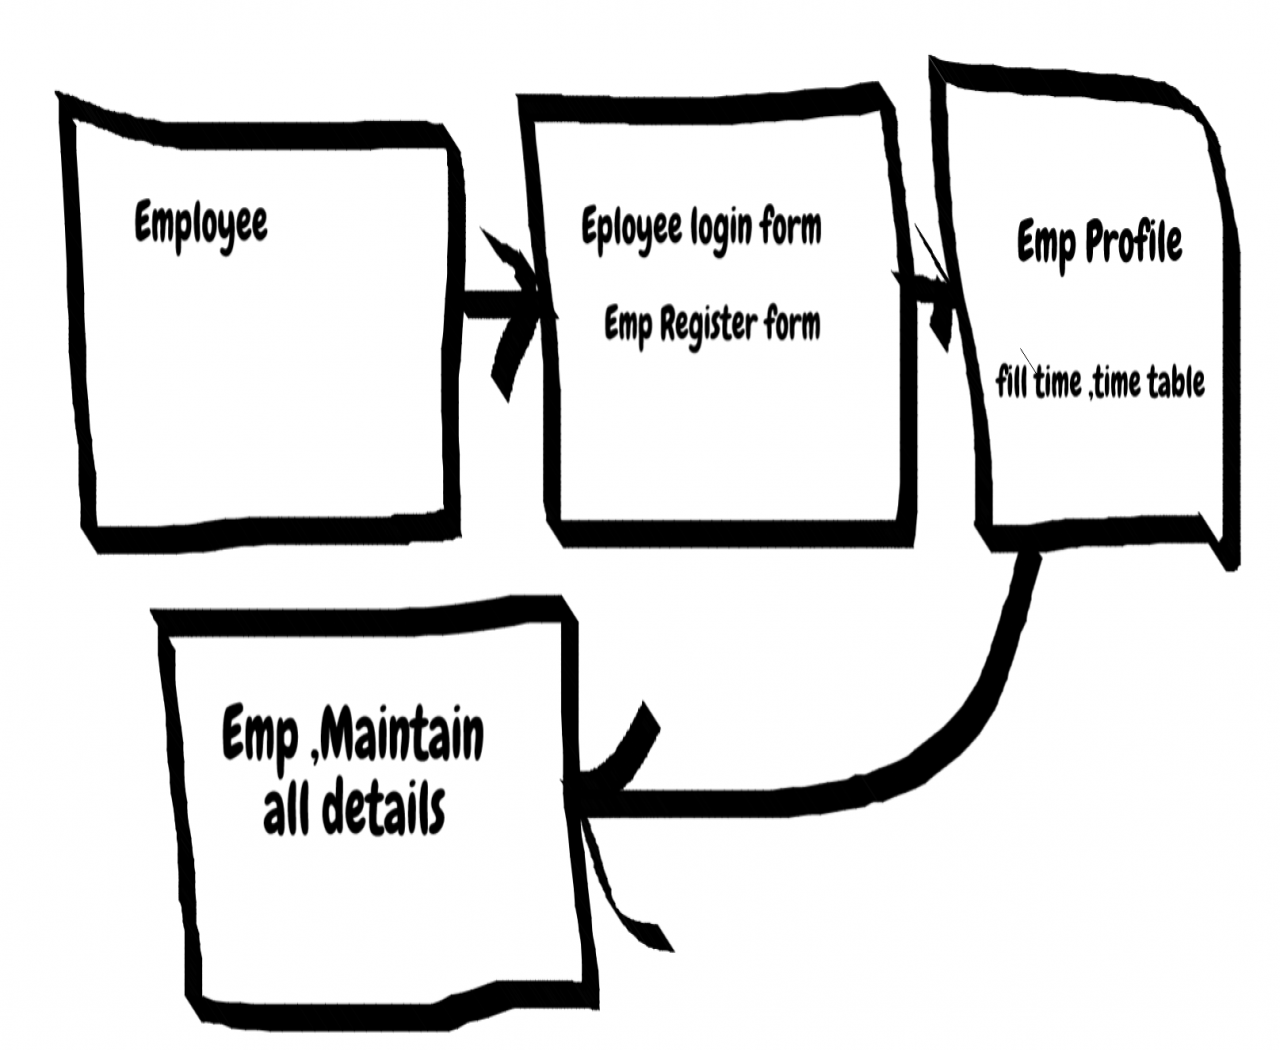 Employee
Eployee login form
Emp Register form
Emp Profile
fill time ,time table
Emp ,Maintain
all details